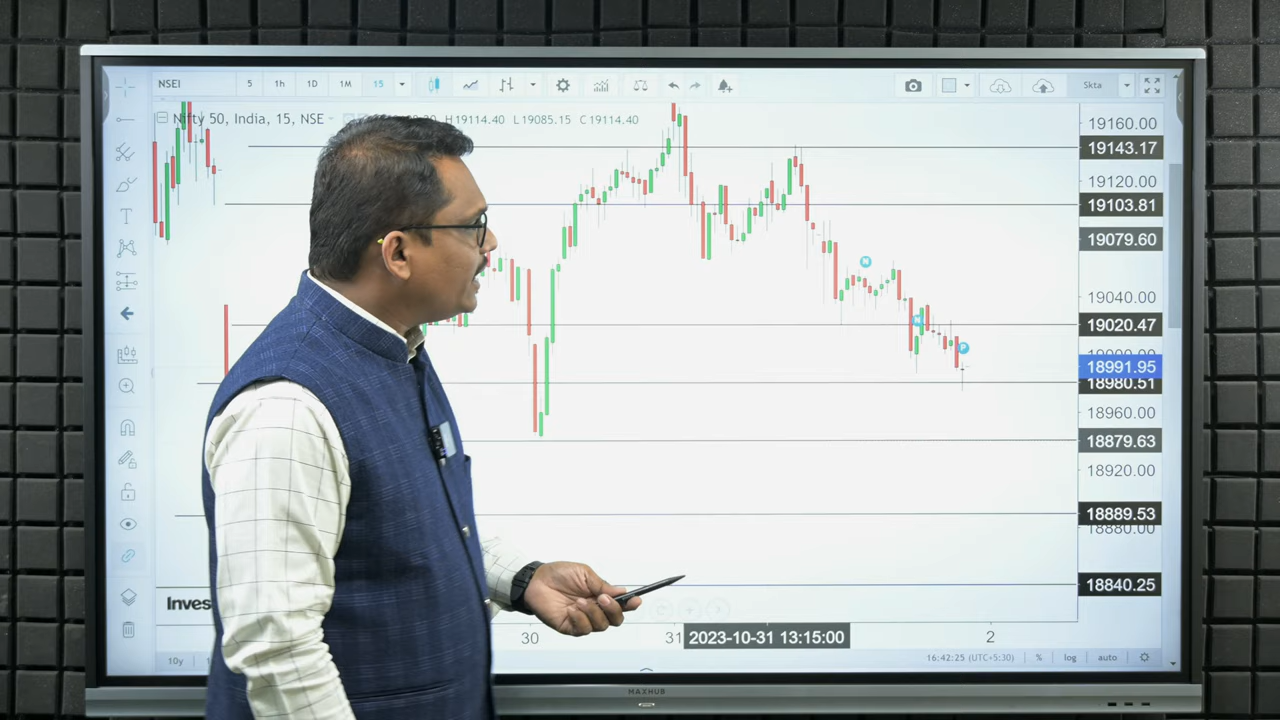 NSEI 5 1h 1D 1M 15 Skta
Nifty 50, India, 15, NSE H19114.40 L19085.15 C19114.40
19160.00
19143.17
19120.00
19103.81
19079.60
19040.00
19020.47
18991.95
18980.51
18960.00
18879.63
18920.00
18889.53
18880.00
18840.25
Inves
30 31 2023-10-31 13:15:00 2
10y 16:42:25 (UTC+5:30) % log auto
MAXHUB